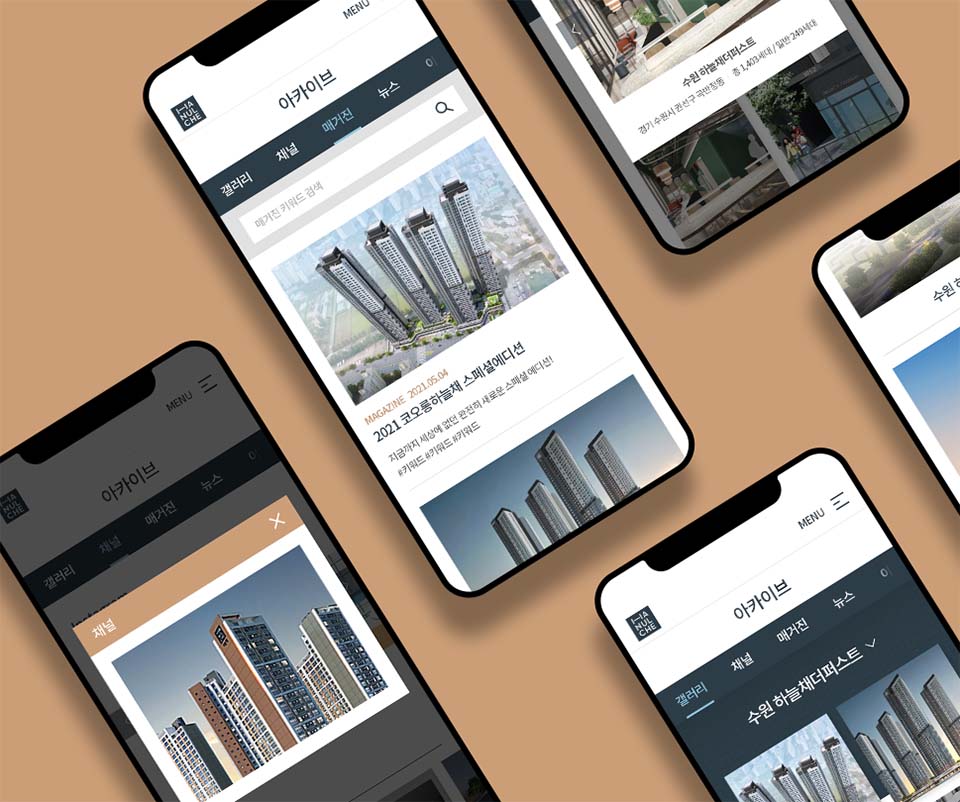 MENU
HA
NUL
CHE
아카이브
갤러리
채널
매거진
뉴스
매거진 키워드 검색
MAGAZINE 2021.05.04
2021 코오롱하늘채 스페셜에디션
지금까지 세상에 없던 완전히 새로운 스페셜 에디션!
#키워드 #키워드 #키워드
수원 하늘채더퍼스트
경기 수원시 권선구 곡반정동 총 1,403세대 / 일반 249세대
수원 하
MENU
HA
NUL
CHE
아카이브
갤러리
채널
매거진
뉴스
채널
MENU
HA
NUL
CHE
아카이브
갤러리
채널
매거진
뉴스
수원 하늘채더퍼스트